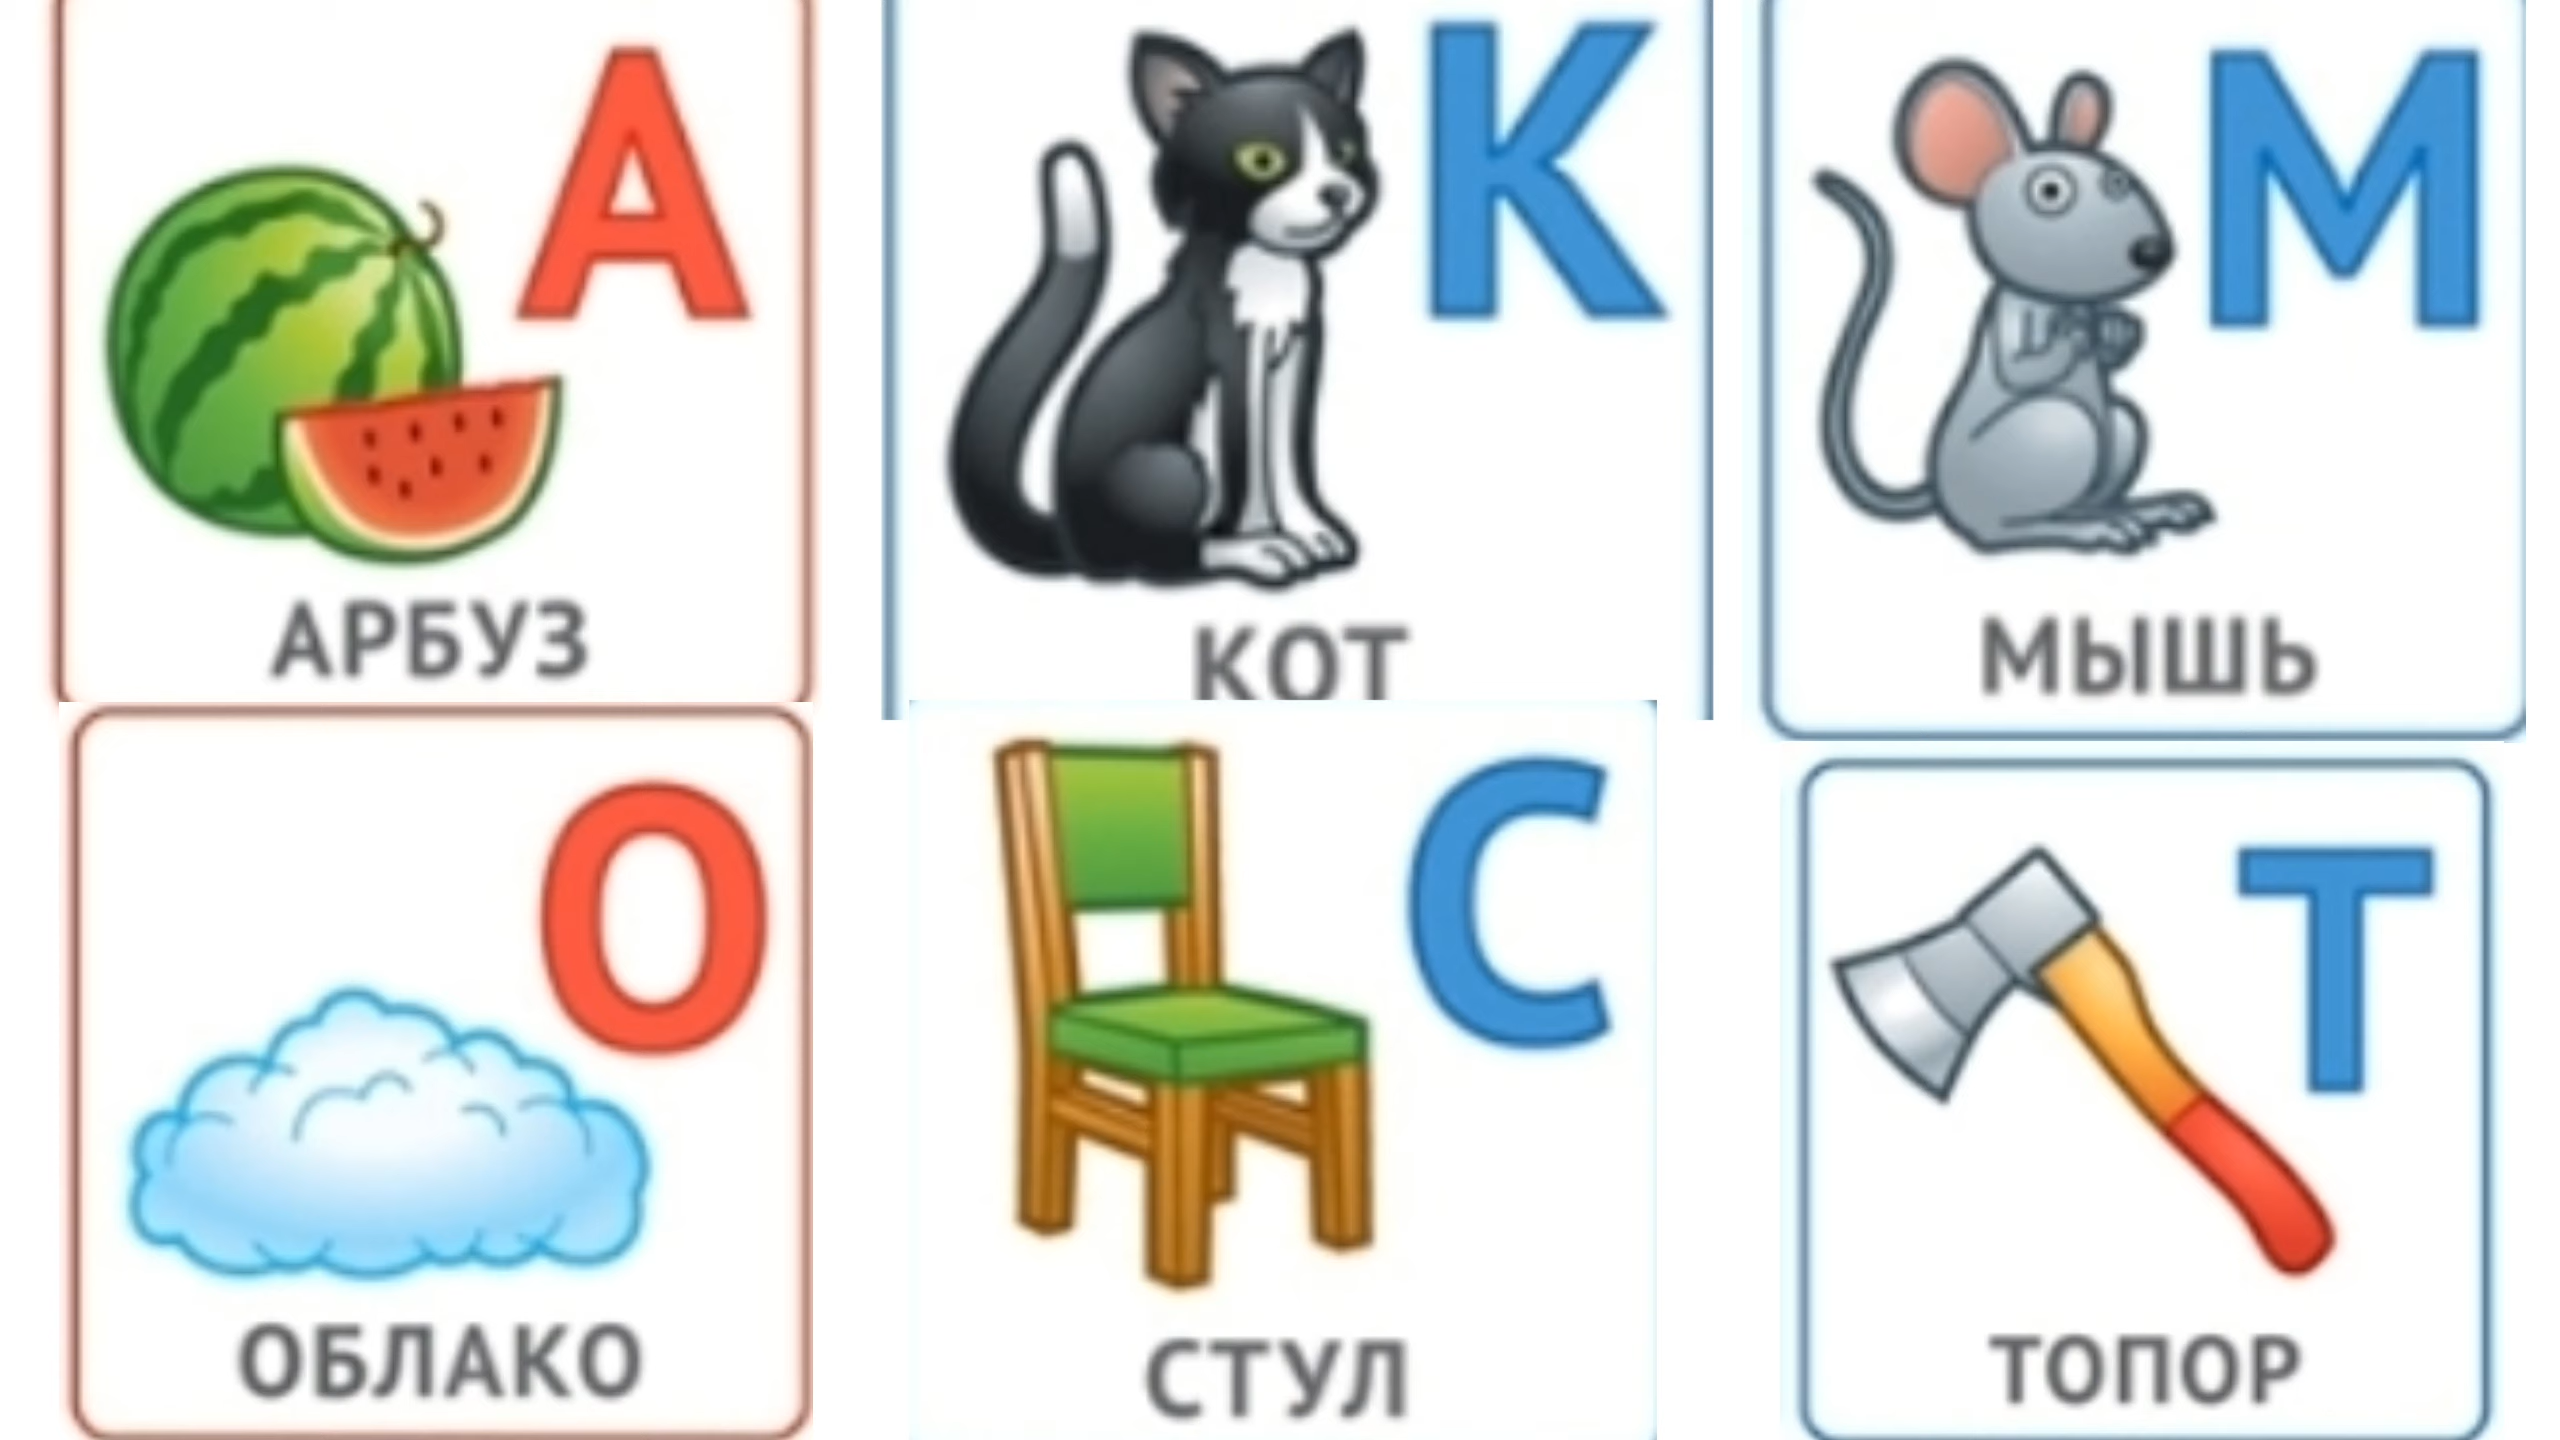 А
АРБУЗ
К
КОТ
М
МЫШЬ
О
ОБЛАКО
С
СТУЛ
Т
ТОПОР